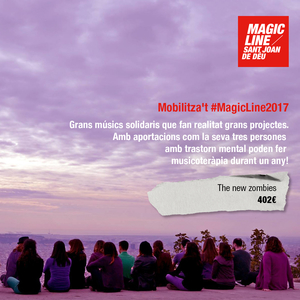 MAGIC
LINE
SANT JOAN
DE DÉU
Mobilitza't #MagicLine2017
Grans músics solidaris que fan realitat grans projectes.
Amb aportacions com la seva tres persones
amb trastorn mental poden fer
musicoteràpia durant un any!
The new zombies
402€